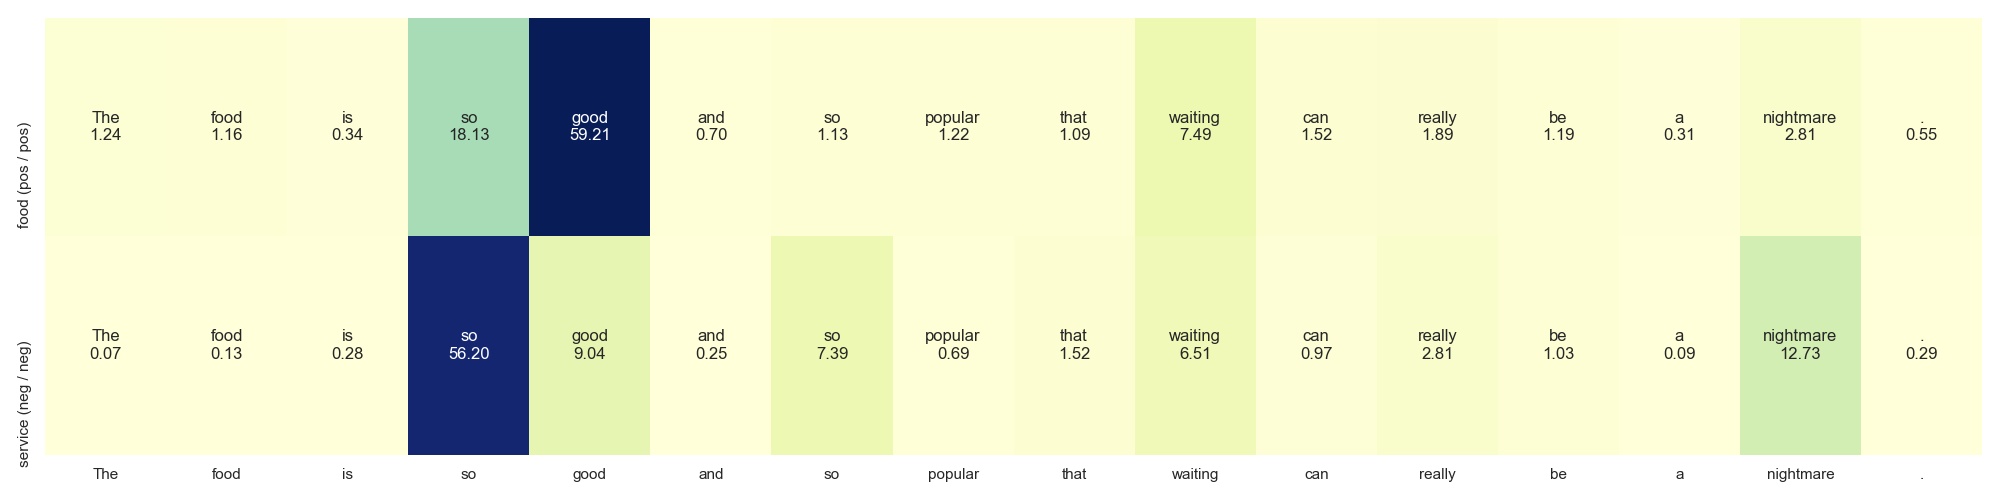 food (pos / pos)
The food is so good and so popular that waiting can really be a nightmare .
1.24 1.16 0.34 18.13 59.21 0.70 1.13 1.22 1.09 7.49 1.52 1.89 1.19 0.31 2.81 0.55
service (neg / neg)
The food is so good and so popular that waiting can really be a nightmare .
0.07 0.13 0.28 56.20 9.04 0.25 7.39 0.69 1.52 6.51 0.97 2.81 1.03 0.09 12.73 0.29
The food is so good and so popular that waiting can really be a nightmare .